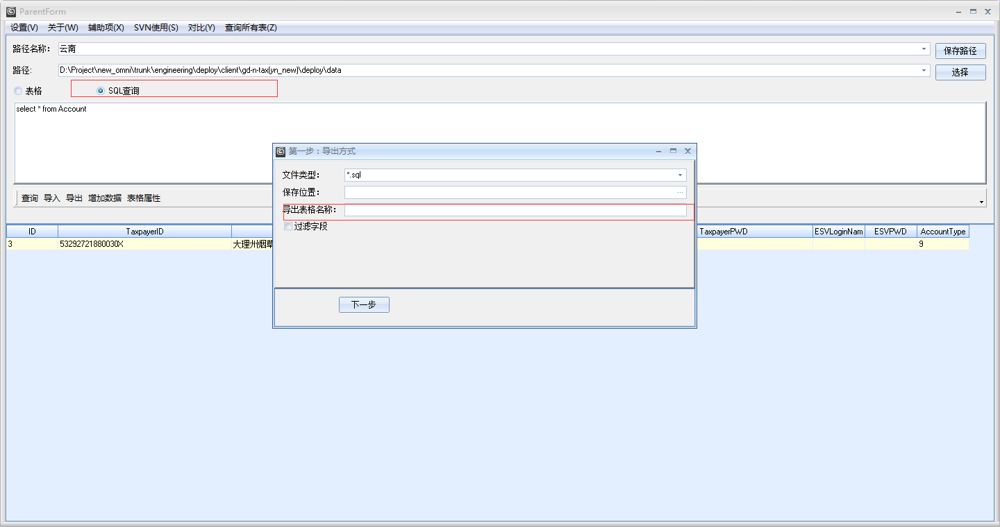 ParentForm
设置(V) 关于(W) 辅助项(X) SVN使用(S) 对比(Y) 查询所有表(Z)
路径名称: 云南 保存路径
路径: D:\Project\new_omni\trunk\engineering\deploy\client\gd-n-tax(yn_new)\deploy\data 选择
表格 SQL查询
select * from Account
第一步：导出方式
文件类型: *.sql
保存位置: ...
导出表格名称:
过滤字段
下一步
查询 导入 导出 增加数据 表格属性
ID TaxpayerID TaxpayerPWD ESVLoginNam ESVPWD AccountType
3 53292721880030X 大理州烟草 9